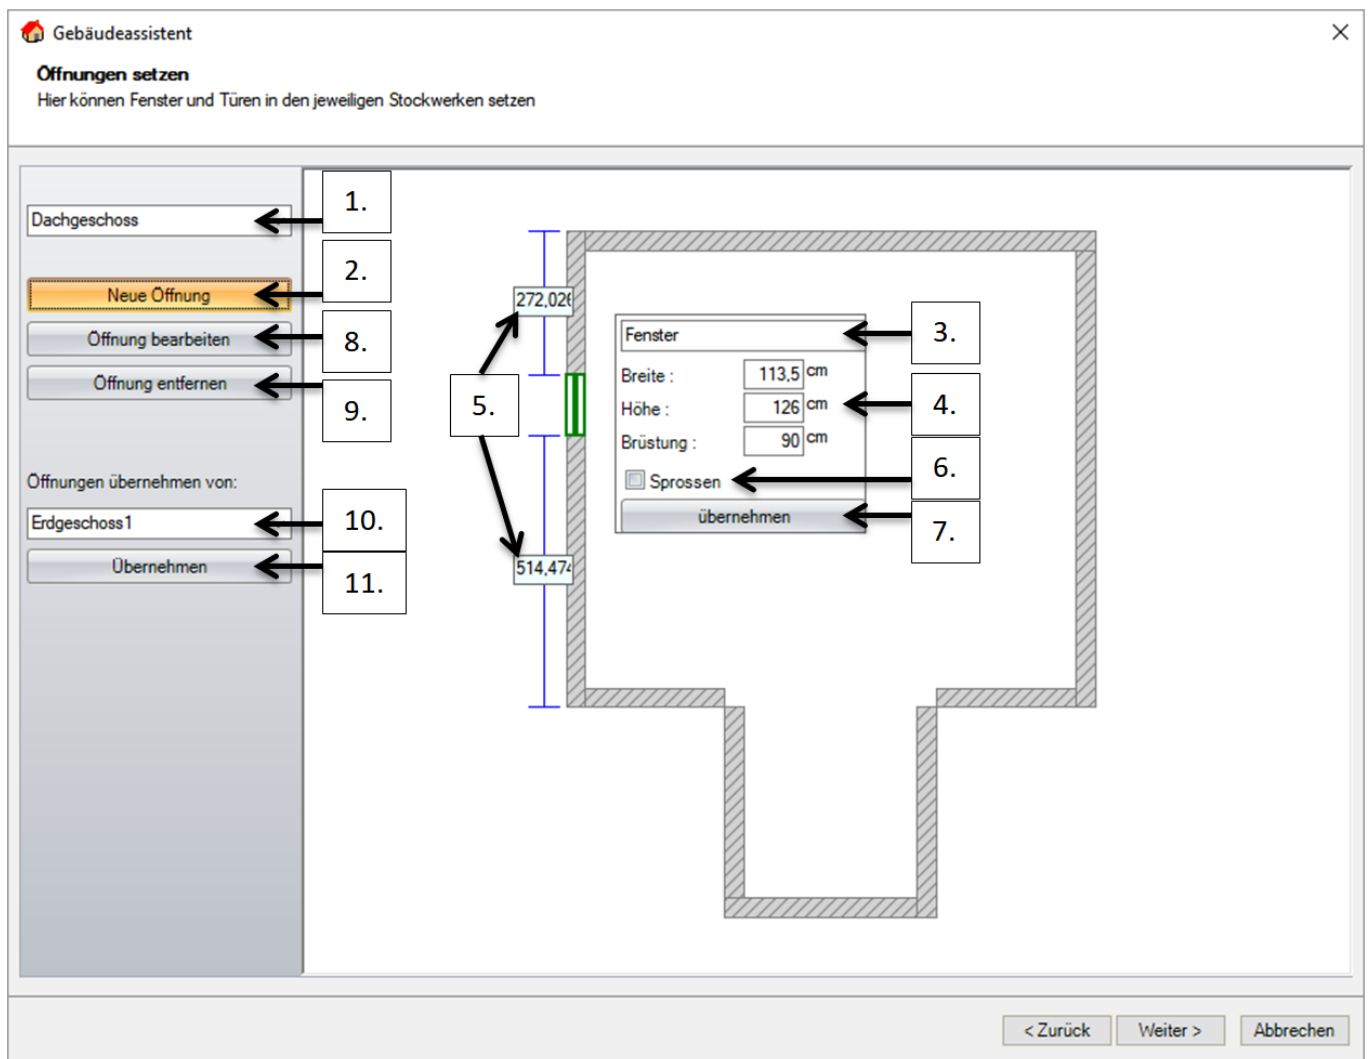 Gebäudeassistent
Öffnungen setzen
Hier können Fenster und Türen in den jeweiligen Stockwerken setzen
Dachgeschoss
1.
Neue Öffnung
2.
Öffnung bearbeiten
8.
Öffnung entfernen
9.
Öffnungen übernehmen von:
Erdgeschoss1
10.
Übernehmen
11.
272,026
5.
514,474
Fenster
3.
Breite : 113,5 cm
Höhe : 126 cm
4.
Brüstung : 90 cm
Sprossen
6.
übernehmen
7.
< Zurück
Weiter >
Abbrechen